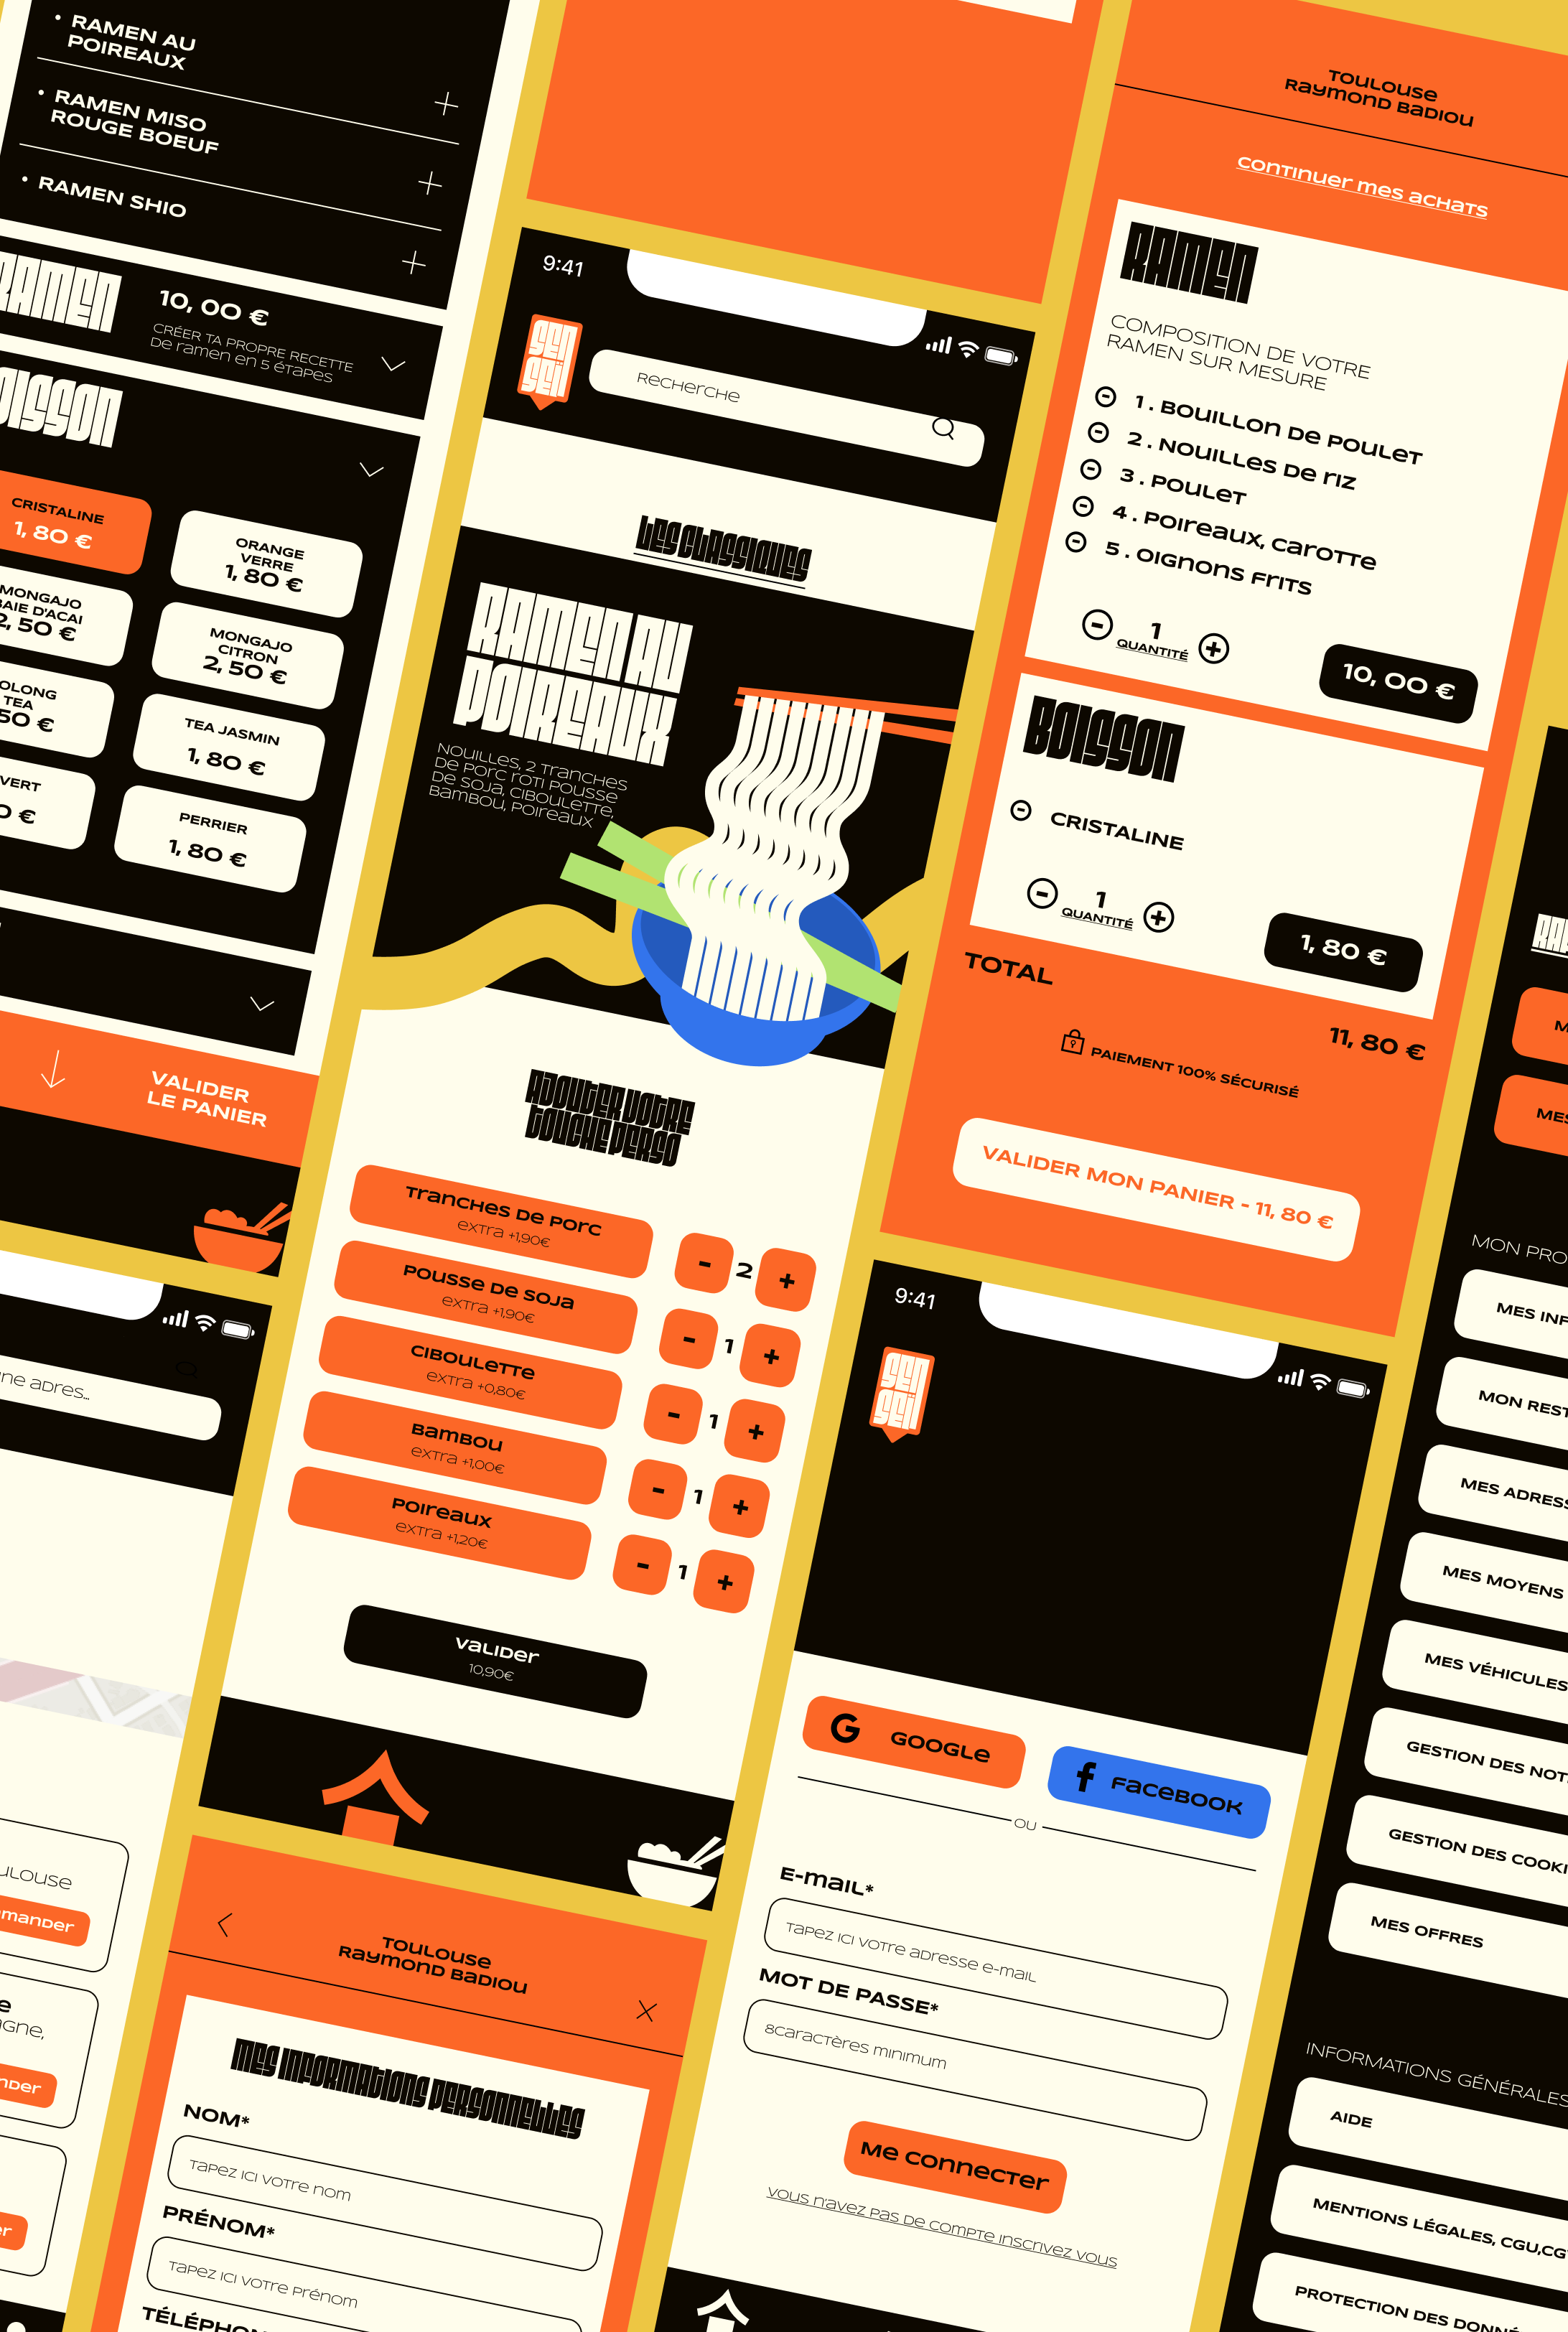 • RAMEN AU
POIREAUX
• RAMEN MISO
ROUGE BOEUF
• RAMEN SHIO
RAMEN
10, 00 €
CRÉER TA PROPRE RECETTE
De ramen en 5 étapes
BOISSON
CRISTALINE
1, 80 €
ORANGE
VERRE
1, 80 €
MONGAJO
BAIE D'ACAI
2, 50 €
MONGAJO
CITRON
2, 50 €
OLONG
TEA
50 €
TEA JASMIN
1, 80 €
VERT
0 €
PERRIER
1, 80 €
VALIDER
LE PANIER
ne adres...
ulouse
mander
e
agne,
nder
er
9:41
SEN
SEÏ
Recherche
LES CLASSIQUES
RAMEN AU
POIREAUX
Nouilles, 2 tranches
de porc roti pousse
de soja, ciboulette,
bambou, poireaux
AJOUTER VOTRE
TOUCHE PERSO
Tranches de porc
extra +1,90€
- 2 +
Pousse de soja
extra +1,90€
- 1 +
Ciboulette
extra +0,80€
- 1 +
Bambou
extra +1,00€
- 1 +
Poireaux
extra +1,20€
- 1 +
valider
10,90€
Toulouse
Raymond Badiou
MES INFORMATIONS PERSONNELLES
NOM*
Tapez ici votre nom
PRÉNOM*
Tapez ici votre prénom
TÉLÉPHON
Toulouse
Raymond Badiou
continuer mes achats
RAMEN
COMPOSITION DE VOTRE
RAMEN SUR MESURE
1 . Bouillon de poulet
2 . Nouilles de riz
3 . Poulet
4 . Poireaux, carotte
5 . Oignons frits
- 1 +
QUANTITÉ
10, 00 €
BOISSON
CRISTALINE
- 1 +
QUANTITÉ
1, 80 €
TOTAL
11, 80 €
PAIEMENT 100% SÉCURISÉ
VALIDER MON PANIER - 11, 80 €
9:41
SEN
SEÏ
Google
Facebook
OU
E-mail*
Tapez ici votre adresse e-mail
MOT DE PASSE*
8caractères minimum
Me connecter
vous n'avez pas de compte inscrivez vous
M
MES
MON PRO
MES INF
MON REST
MES ADRESS
MES MOYENS
MES VÉHICULES
GESTION DES NOT
GESTION DES COOKI
MES OFFRES
INFORMATIONS GÉNÉRALES
AIDE
MENTIONS LÉGALES, CGU,CG
PROTECTION DES DONNÉ